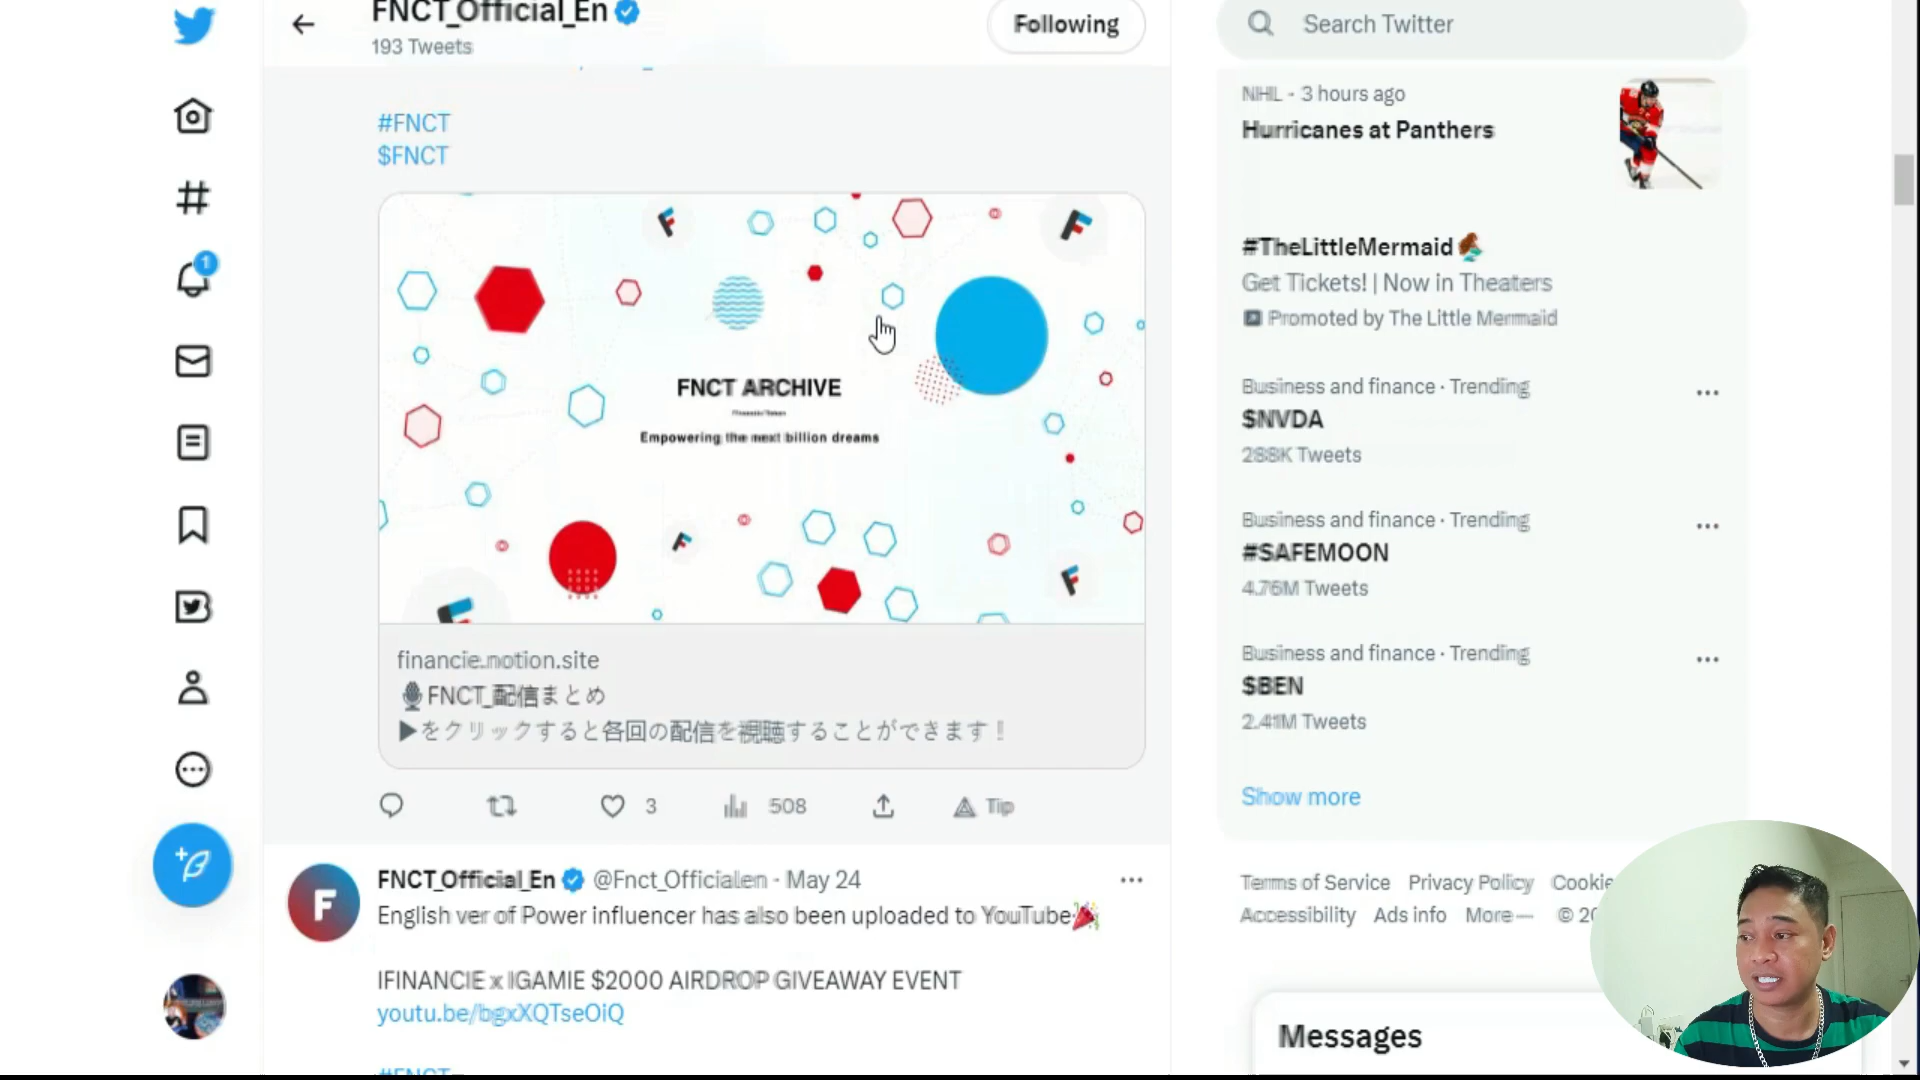 FNCT_Official_En
193 Tweets
Following
Search Twitter
#FNCT
$FNCT
FNCT ARCHIVE
Empowering the next billion dreams
financie.notion.site
🎙FNCT_配信まとめ
▶をクリックすると各回の配信を視聴することができます！
3
508
Tip
FNCT_Official_En @Fnct_Officialen · May 24
English ver of Power influencer has also been uploaded to YouTube🎉
IFINANCIE x IGAMIE $2000 AIRDROP GIVEAWAY EVENT
youtu.be/bgxXQTseOiQ
NHL · 3 hours ago
Hurricanes at Panthers
#TheLittleMermaid
Get Tickets! | Now in Theaters
Promoted by The Little Mermaid
Business and finance · Trending
$NVDA
288K Tweets
Business and finance · Trending
#SAFEMOON
4.76M Tweets
Business and finance · Trending
$BEN
2.41M Tweets
Show more
Terms of Service Privacy Policy Cookie
Accessibility Ads info More © 20
Messages
1